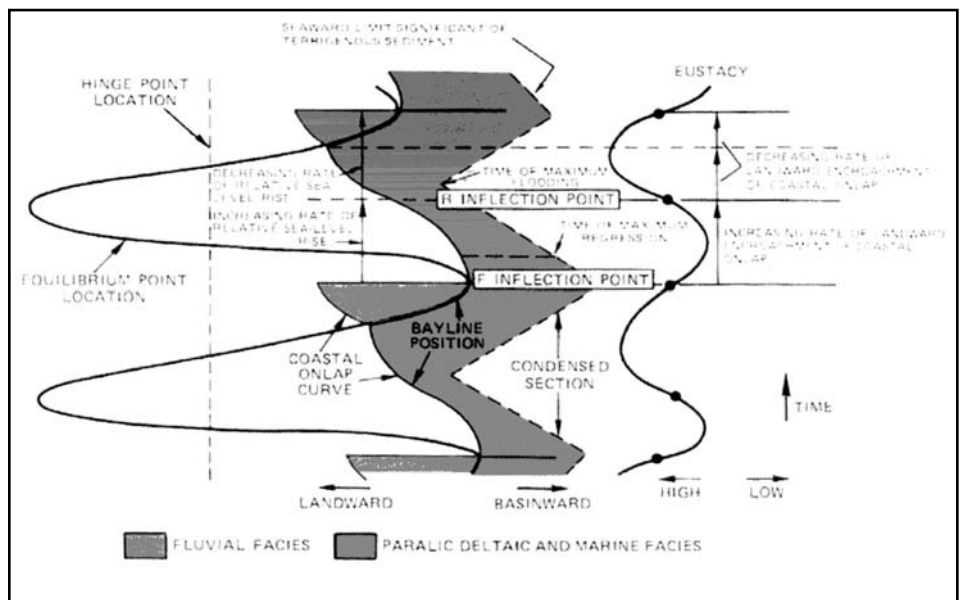 SEAWARD LIMIT SIGNIFICANT OF
TERRIGENOUS SEDIMENT
HINGE POINT
LOCATION
EUSTACY
DECREASING RATE
OF RELATIVE SEA
LEVEL RISE
TIME OF MAXIMUM
FLOODING
R INFLECTION POINT
DECREASING RATE OF
LANDWARD ENCROACHMENT
OF COASTAL ONLAP
INCREASING RATE OF
RELATIVE SEA-LEVEL
RISE
TIME OF MAXIMUM
REGRESSION
INCREASING RATE OF LANDWARD
ENCROACHMENT OF COASTAL
ONLAP
EQUILIBRIUM POINT
LOCATION
F INFLECTION POINT
BAYLINE
POSITION
COASTAL
ONLAP
CURVE
CONDENSED
SECTION
TIME
LANDWARD
BASINWARD
HIGH
LOW
FLUVIAL FACIES
PARALIC DELTAIC AND MARINE FACIES